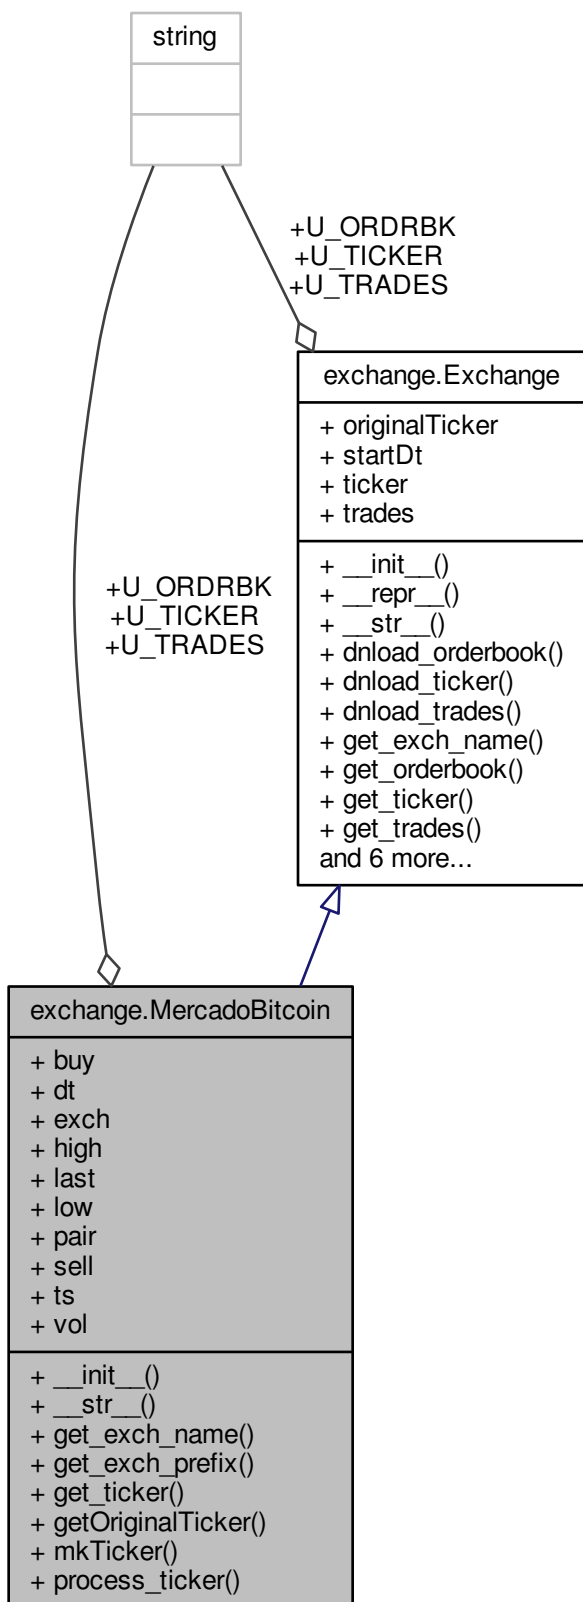 string
+U_ORDRBK
+U_TICKER
+U_TRADES
exchange.Exchange
+ originalTicker
+ startDt
+ ticker
+ trades
+ __init__()
+ __repr__()
+ __str__()
+ dnload_orderbook()
+ dnload_ticker()
+ dnload_trades()
+ get_exch_name()
+ get_orderbook()
+ get_ticker()
+ get_trades()
and 6 more...
+U_ORDRBK
+U_TICKER
+U_TRADES
exchange.MercadoBitcoin
+ buy
+ dt
+ exch
+ high
+ last
+ low
+ pair
+ sell
+ ts
+ vol
+ __init__()
+ __str__()
+ get_exch_name()
+ get_exch_prefix()
+ get_ticker()
+ getOriginalTicker()
+ mkTicker()
+ process_ticker()